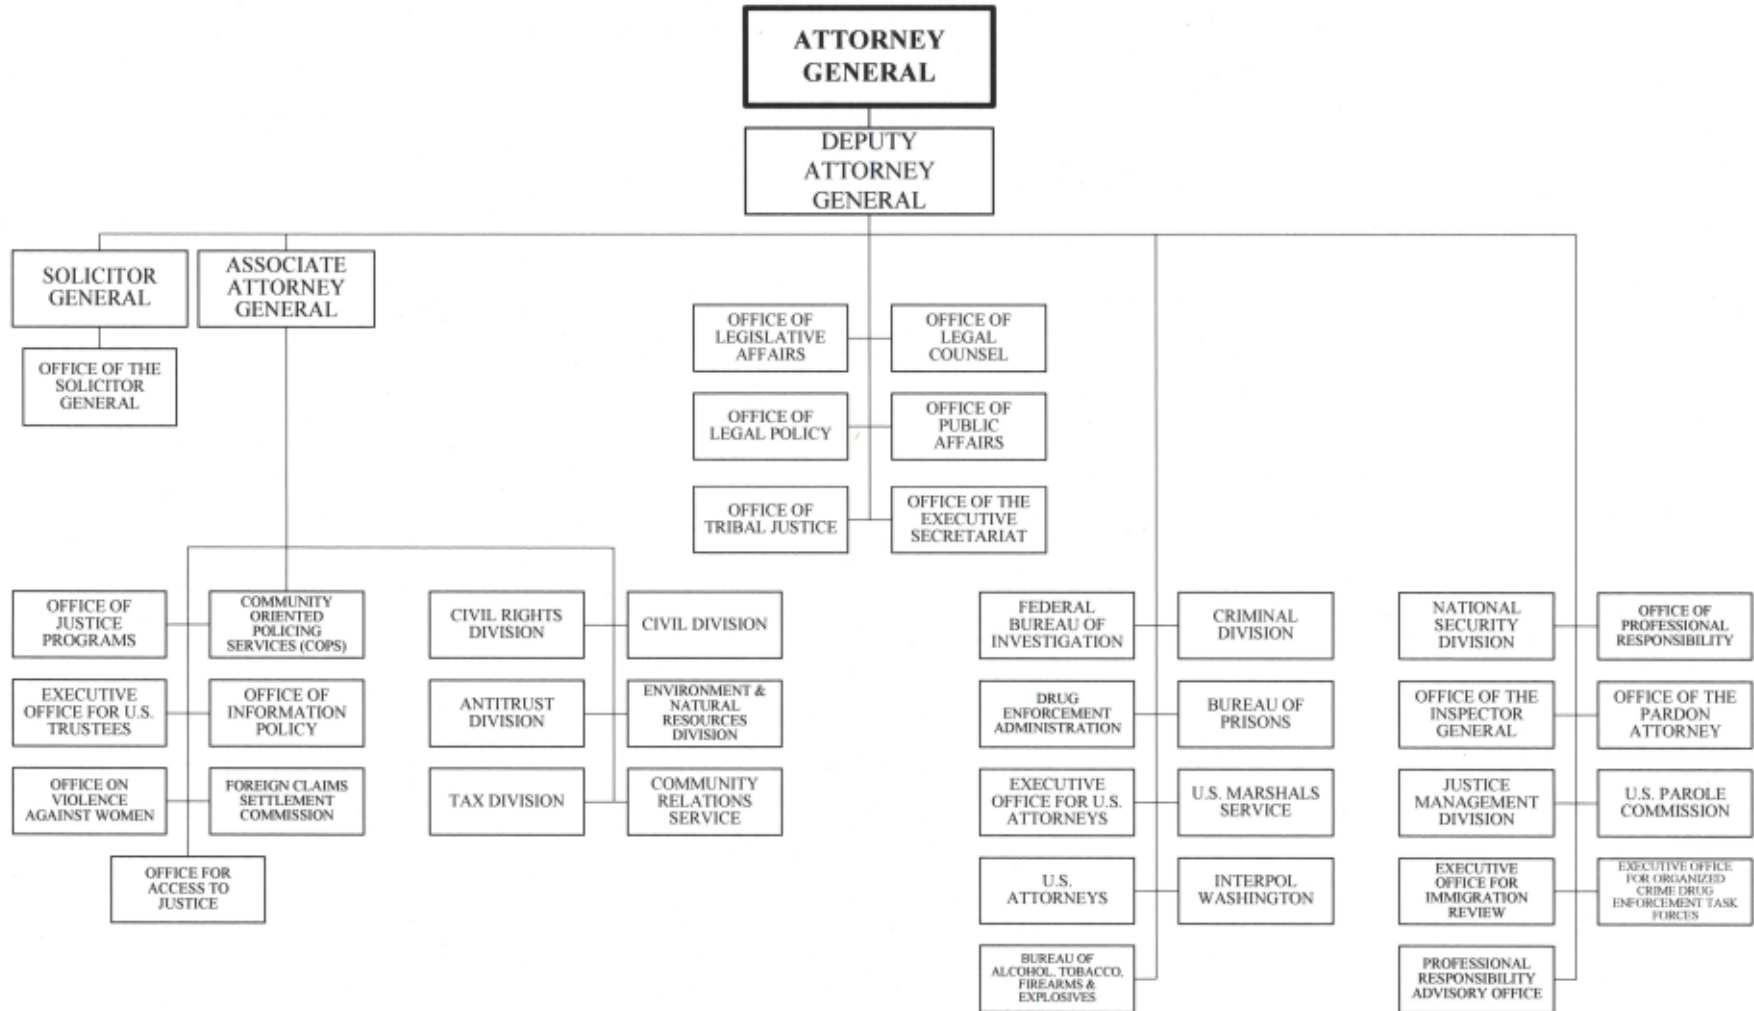 ATTORNEY
GENERAL
DEPUTY
ATTORNEY
GENERAL
SOLICITOR
GENERAL
ASSOCIATE
ATTORNEY
GENERAL
OFFICE OF THE
SOLICITOR
GENERAL
OFFICE OF
LEGISLATIVE
AFFAIRS
OFFICE OF
LEGAL
COUNSEL
OFFICE OF
LEGAL POLICY
OFFICE OF
PUBLIC
AFFAIRS
OFFICE OF
TRIBAL JUSTICE
OFFICE OF THE
EXECUTIVE
SECRETARIAT
OFFICE OF
JUSTICE
PROGRAMS
COMMUNITY
ORIENTED
POLICING
SERVICES (COPS)
EXECUTIVE
OFFICE FOR U.S.
TRUSTEES
OFFICE OF
INFORMATION
POLICY
OFFICE ON
VIOLENCE
AGAINST WOMEN
FOREIGN CLAIMS
SETTLEMENT
COMMISSION
OFFICE FOR
ACCESS TO
JUSTICE
CIVIL RIGHTS
DIVISION
CIVIL DIVISION
ANTITRUST
DIVISION
ENVIRONMENT &
NATURAL
RESOURCES
DIVISION
TAX DIVISION
COMMUNITY
RELATIONS
SERVICE
FEDERAL
BUREAU OF
INVESTIGATION
CRIMINAL
DIVISION
DRUG
ENFORCEMENT
ADMINISTRATION
BUREAU OF
PRISONS
EXECUTIVE
OFFICE FOR U.S.
ATTORNEYS
U.S. MARSHALS
SERVICE
U.S.
ATTORNEYS
INTERPOL
WASHINGTON
BUREAU OF
ALCOHOL, TOBACCO,
FIREARMS &
EXPLOSIVES
NATIONAL
SECURITY
DIVISION
OFFICE OF
PROFESSIONAL
RESPONSIBILITY
OFFICE OF THE
INSPECTOR
GENERAL
OFFICE OF THE
PARDON
ATTORNEY
JUSTICE
MANAGEMENT
DIVISION
U.S. PAROLE
COMMISSION
EXECUTIVE
OFFICE FOR
IMMIGRATION
REVIEW
EXECUTIVE OFFICE
FOR ORGANIZED
CRIME DRUG
ENFORCEMENT TASK
FORCES
PROFESSIONAL
RESPONSIBILITY
ADVISORY OFFICE